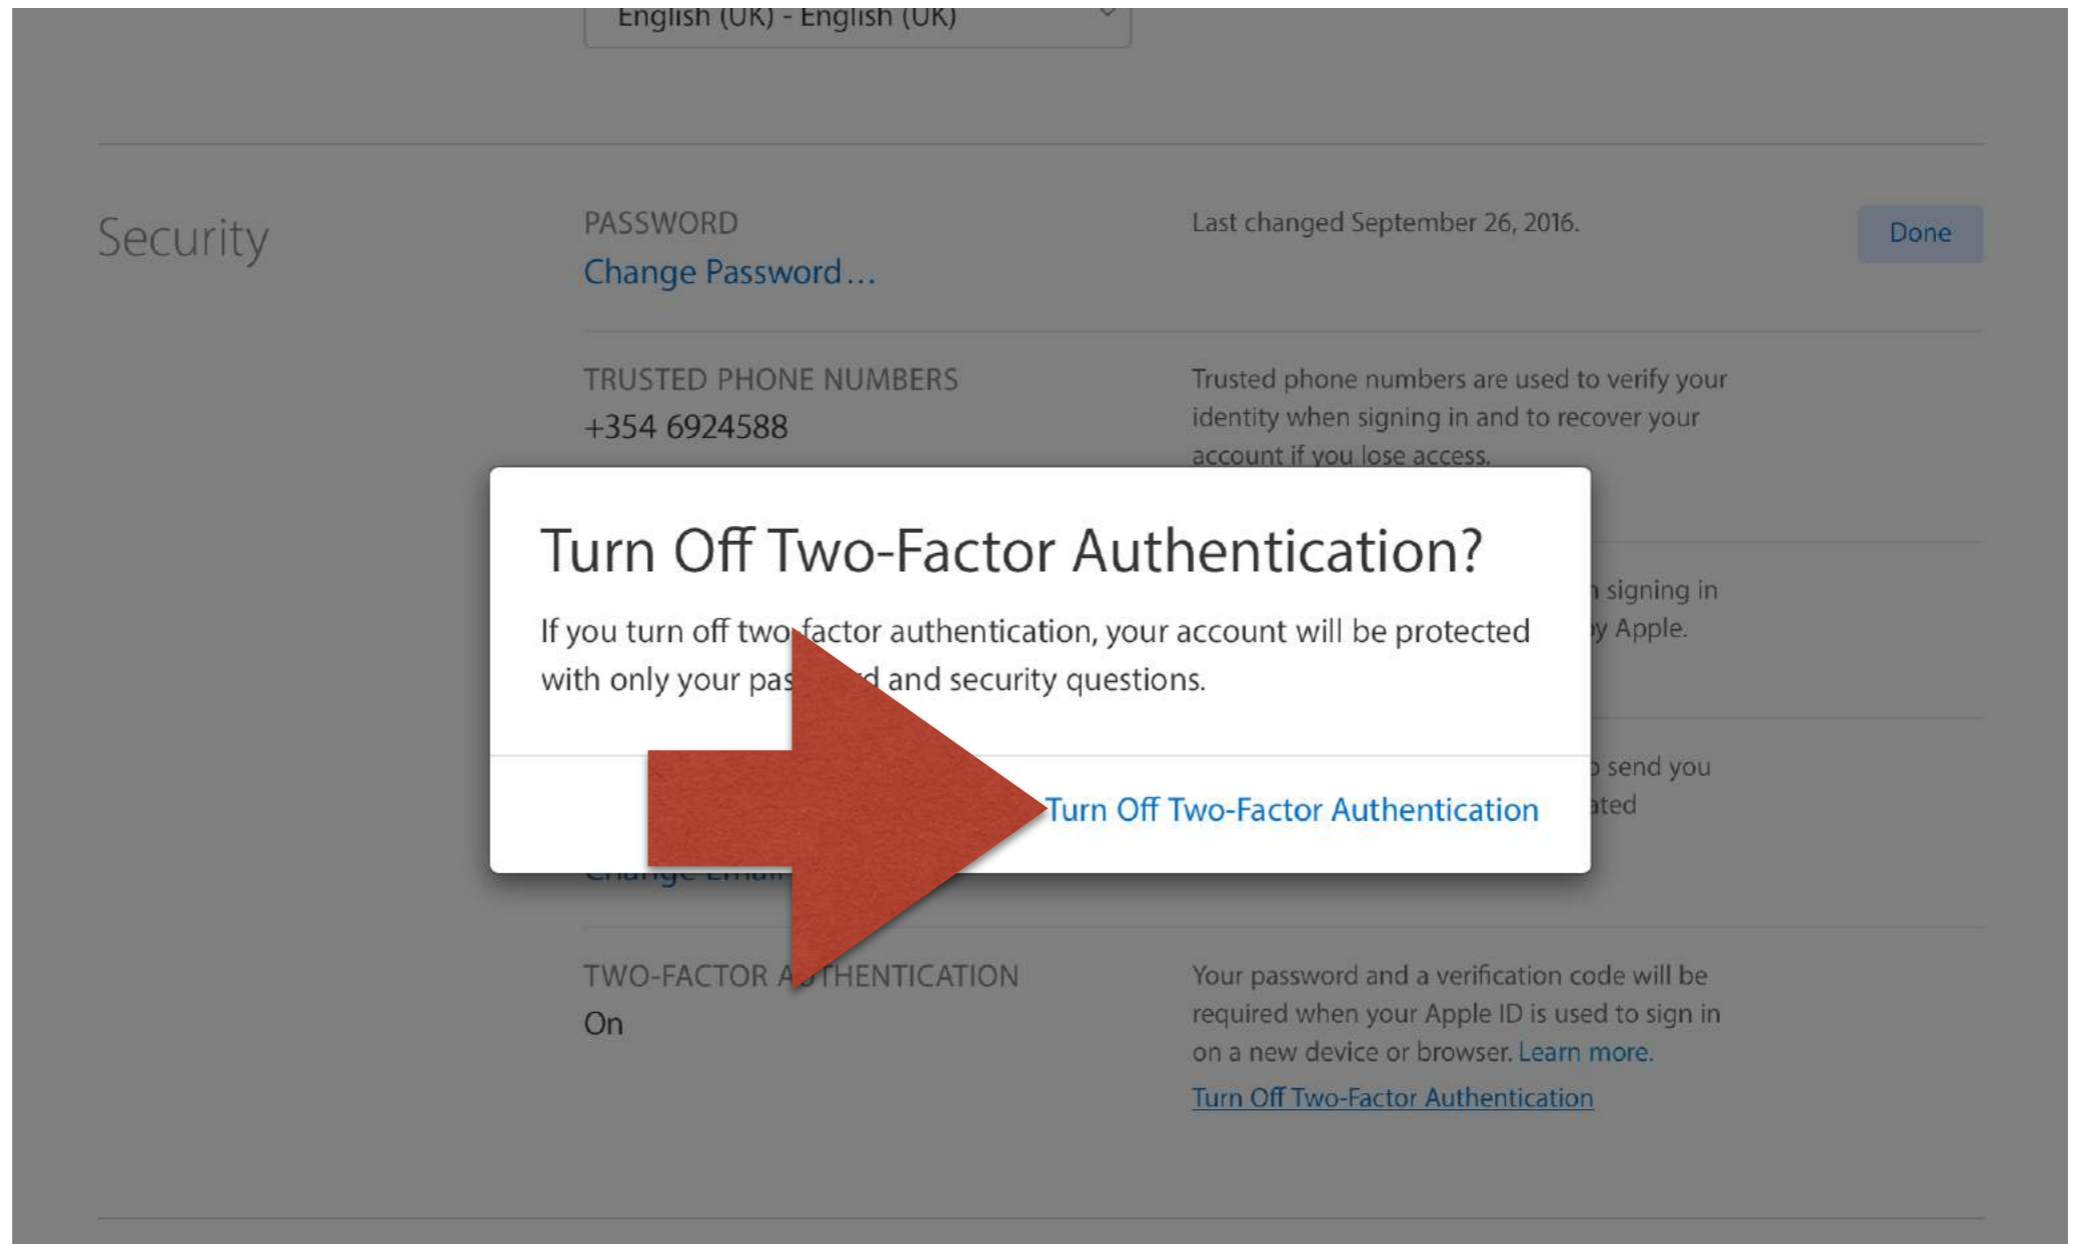 English (UK) - English (UK)
Security
PASSWORD
Change Password...
Last changed September 26, 2016.
Done
TRUSTED PHONE NUMBERS
+354 6924588
Trusted phone numbers are used to verify your
identity when signing in and to recover your
account if you lose access.
Turn Off Two-Factor Authentication?
If you turn off two-factor authentication, your account will be protected
with only your and security questions.
signing in
by Apple.
Turn Off Two-Factor Authentication
send you
Change Email
TWO-FACTOR AUTHENTICATION
On
Your password and a verification code will be
required when your Apple ID is used to sign in
on a new device or browser. Learn more.
Turn Off Two-Factor Authentication